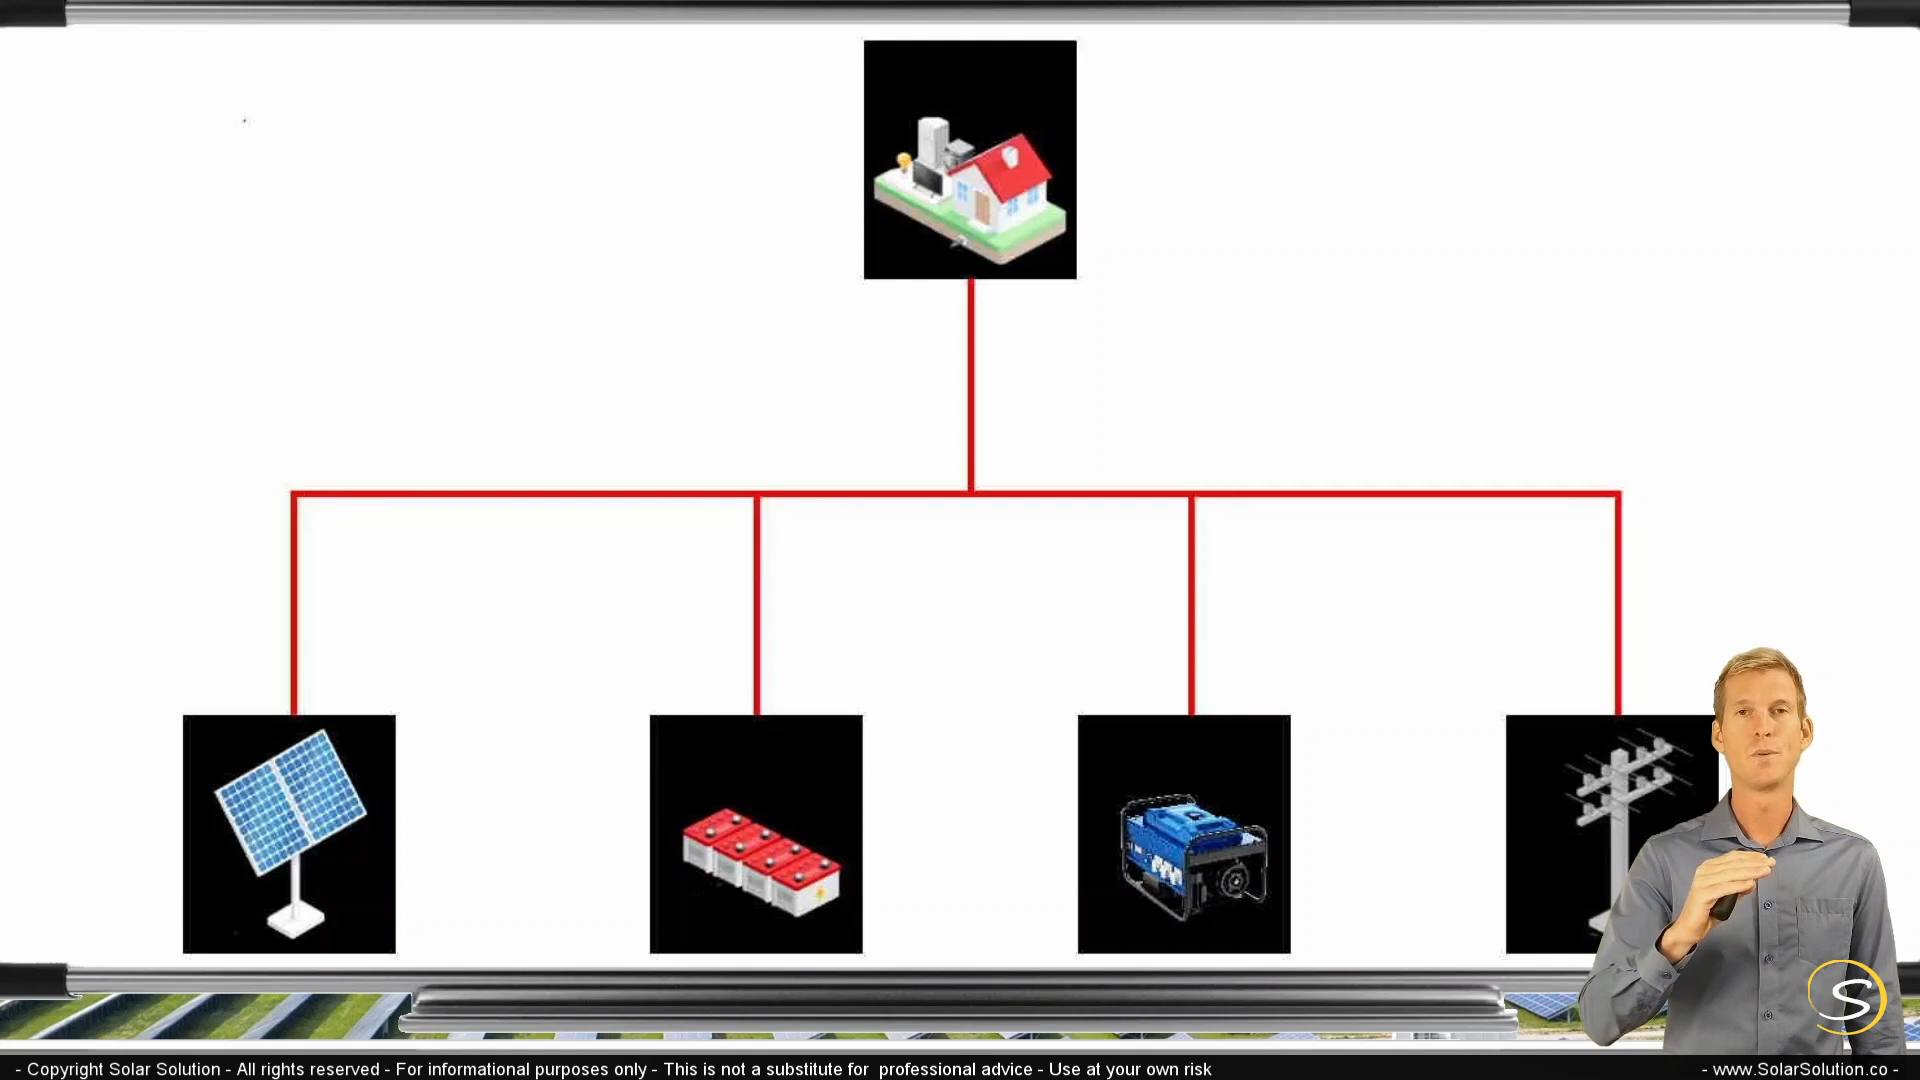 - Copyright Solar Solution - All rights reserved - For informational purposes only - This is not a substitute for  professional advice - Use at your own risk
- www.SolarSolution.co -
S